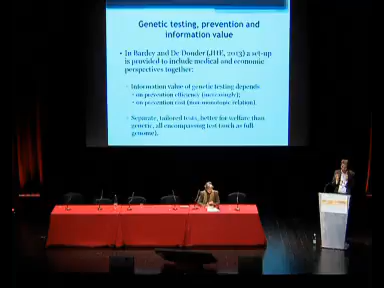 Genetic testing, prevention and
information value
• In Bardey and De Donder (JHE, 2013) a set-up
is provided to include medical and economic
perspectives together:
• Information value of genetic testing depends
• on prevention efficiency (increasingly);
• on prevention cost (non-monotonic relation).
• Separate, tailored tests, better for welfare than
generic, all encompassing test (such as full
genome).